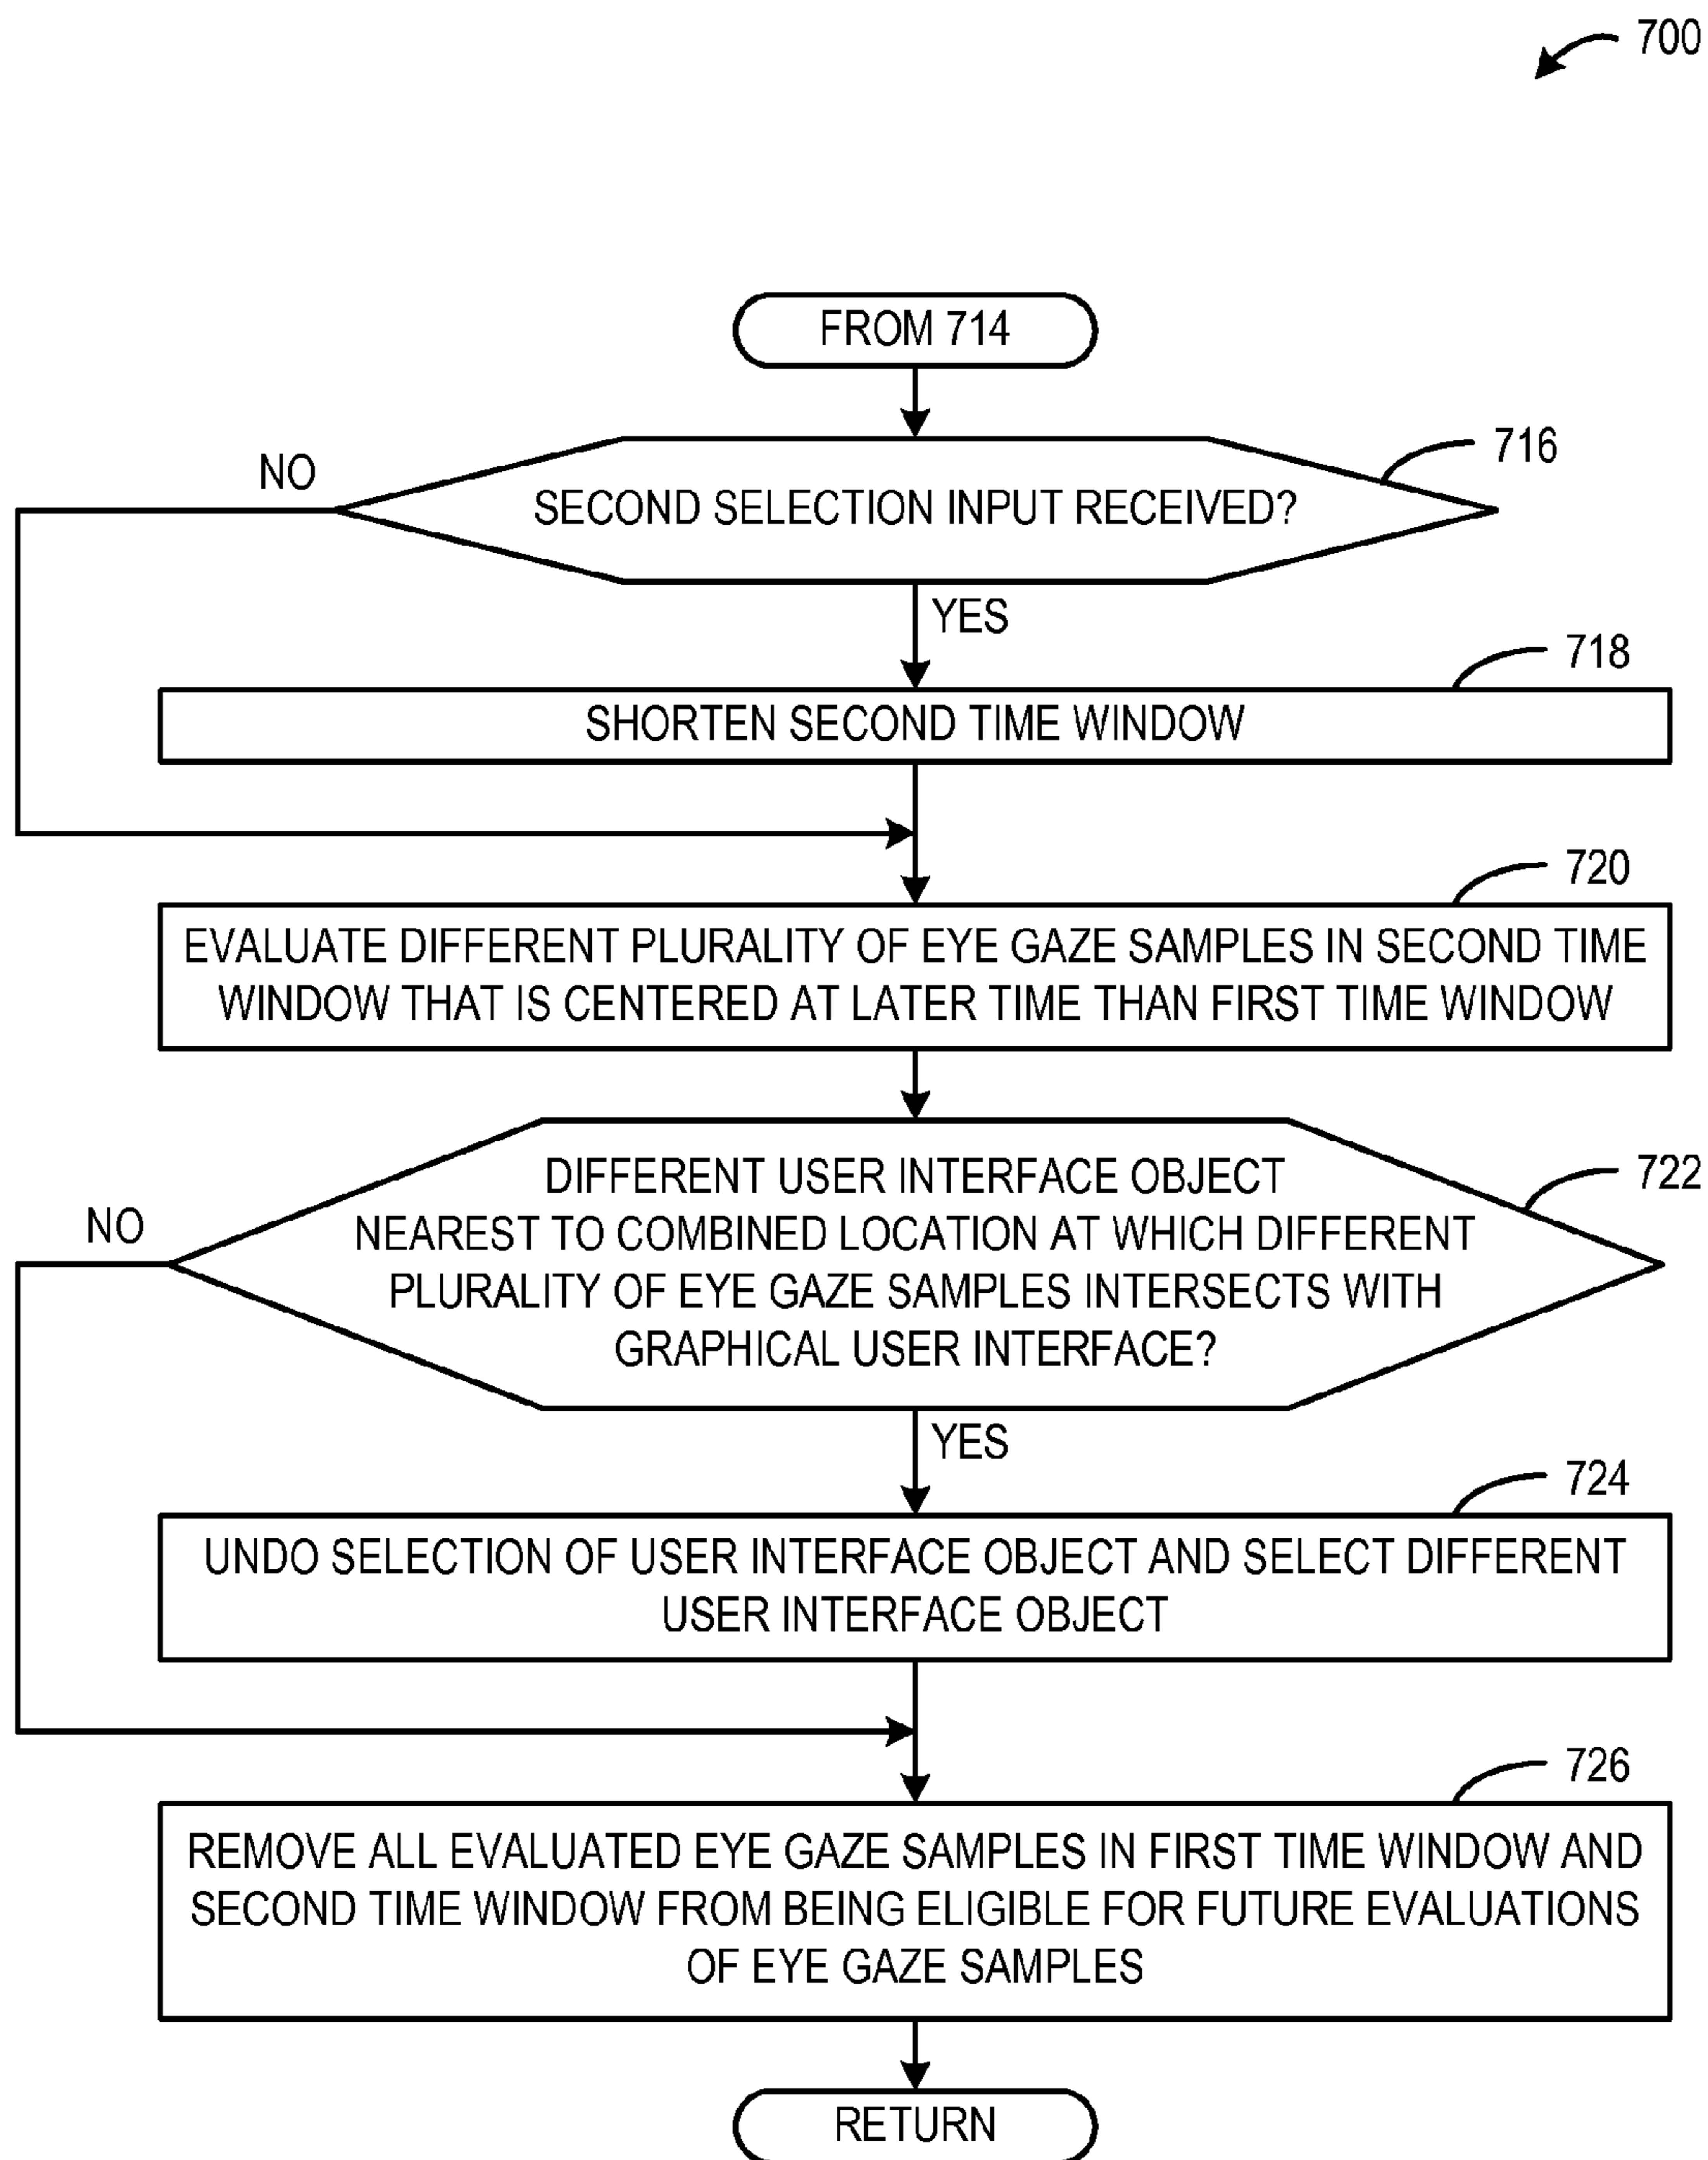 700
FROM 714
716
NO
SECOND SELECTION INPUT RECEIVED?
YES
718
SHORTEN SECOND TIME WINDOW
720
EVALUATE DIFFERENT PLURALITY OF EYE GAZE SAMPLES IN SECOND TIME
WINDOW THAT IS CENTERED AT LATER TIME THAN FIRST TIME WINDOW
722
NO
DIFFERENT USER INTERFACE OBJECT
NEAREST TO COMBINED LOCATION AT WHICH DIFFERENT
PLURALITY OF EYE GAZE SAMPLES INTERSECTS WITH
GRAPHICAL USER INTERFACE?
YES
724
UNDO SELECTION OF USER INTERFACE OBJECT AND SELECT DIFFERENT
USER INTERFACE OBJECT
726
REMOVE ALL EVALUATED EYE GAZE SAMPLES IN FIRST TIME WINDOW AND
SECOND TIME WINDOW FROM BEING ELIGIBLE FOR FUTURE EVALUATIONS
OF EYE GAZE SAMPLES
RETURN